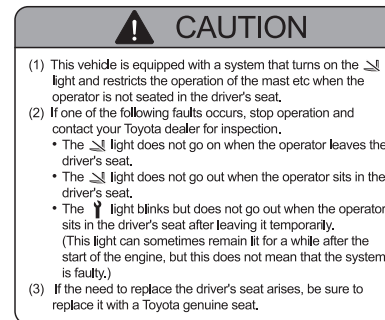 CAUTION
(1) This vehicle is equipped with a system that turns on the
light and restricts the operation of the mast etc when the
operator is not seated in the driver's seat.
(2) If one of the following faults occurs, stop operation and
contact your Toyota dealer for inspection.
• The light does not go on when the operator leaves the
driver's seat.
• The light does not go out when the operator sits in the
driver's seat.
• The light blinks but does not go out when the operator
sits in the driver's seat after leaving it temporarily.
(This light can sometimes remain lit for a while after the
start of the engine, but this does not mean that the system
is faulty.)
(3) If the need to replace the driver's seat arises, be sure to
replace it with a Toyota genuine seat.